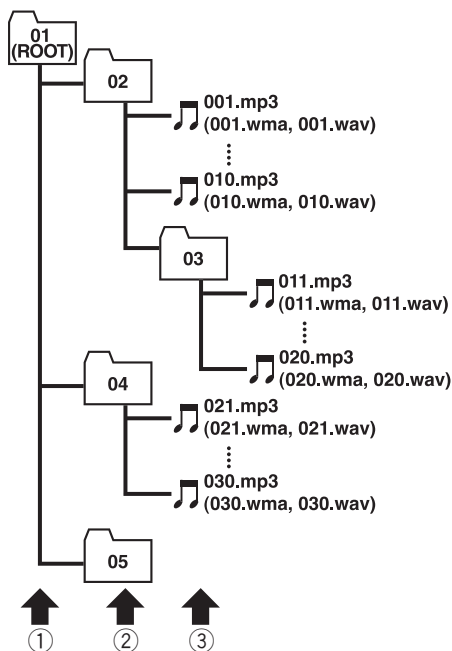 01
(ROOT)
02
001.mp3
(001.wma, 001.wav)
010.mp3
(010.wma, 010.wav)
03
011.mp3
(011.wma, 011.wav)
020.mp3
(020.wma, 020.wav)
04
021.mp3
(021.wma, 021.wav)
030.mp3
(030.wma, 030.wav)
05
① ② ③